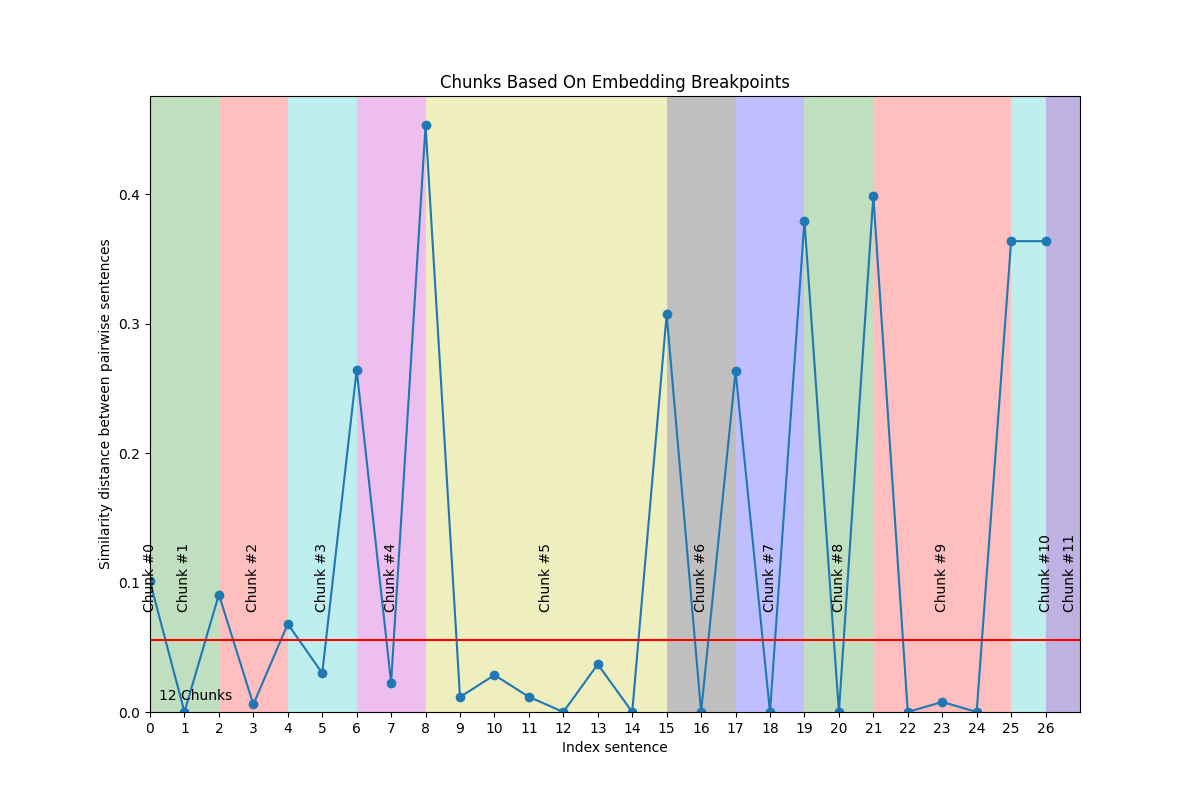 Chunks Based On Embedding Breakpoints
Similarity distance between pairwise sentences
0.4
0.3
0.2
0.1
0.0
Chunk #0
Chunk #1
Chunk #2
Chunk #3
Chunk #4
Chunk #5
Chunk #6
Chunk #7
Chunk #8
Chunk #9
Chunk #10
Chunk #11
12 Chunks
0 1 2 3 4 5 6 7 8 9 10 11 12 13 14 15 16 17 18 19 20 21 22 23 24 25 26
Index sentence